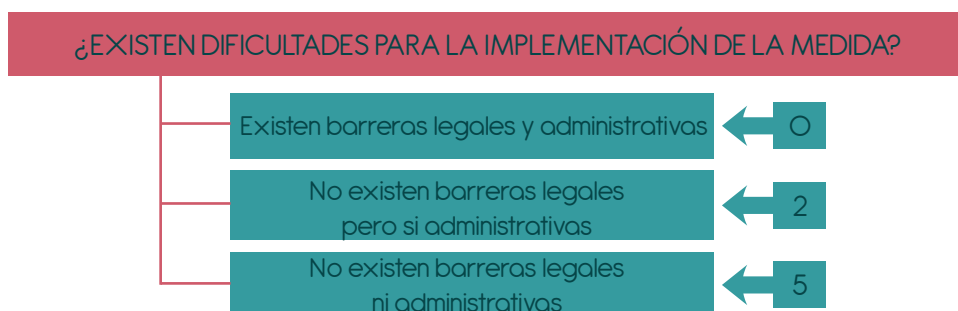 ¿EXISTEN DIFICULTADES PARA LA IMPLEMENTACIÓN DE LA MEDIDA?
Existen barreras legales y administrativas
0
No existen barreras legales
pero si administrativas
2
No existen barreras legales
ni administrativas
5